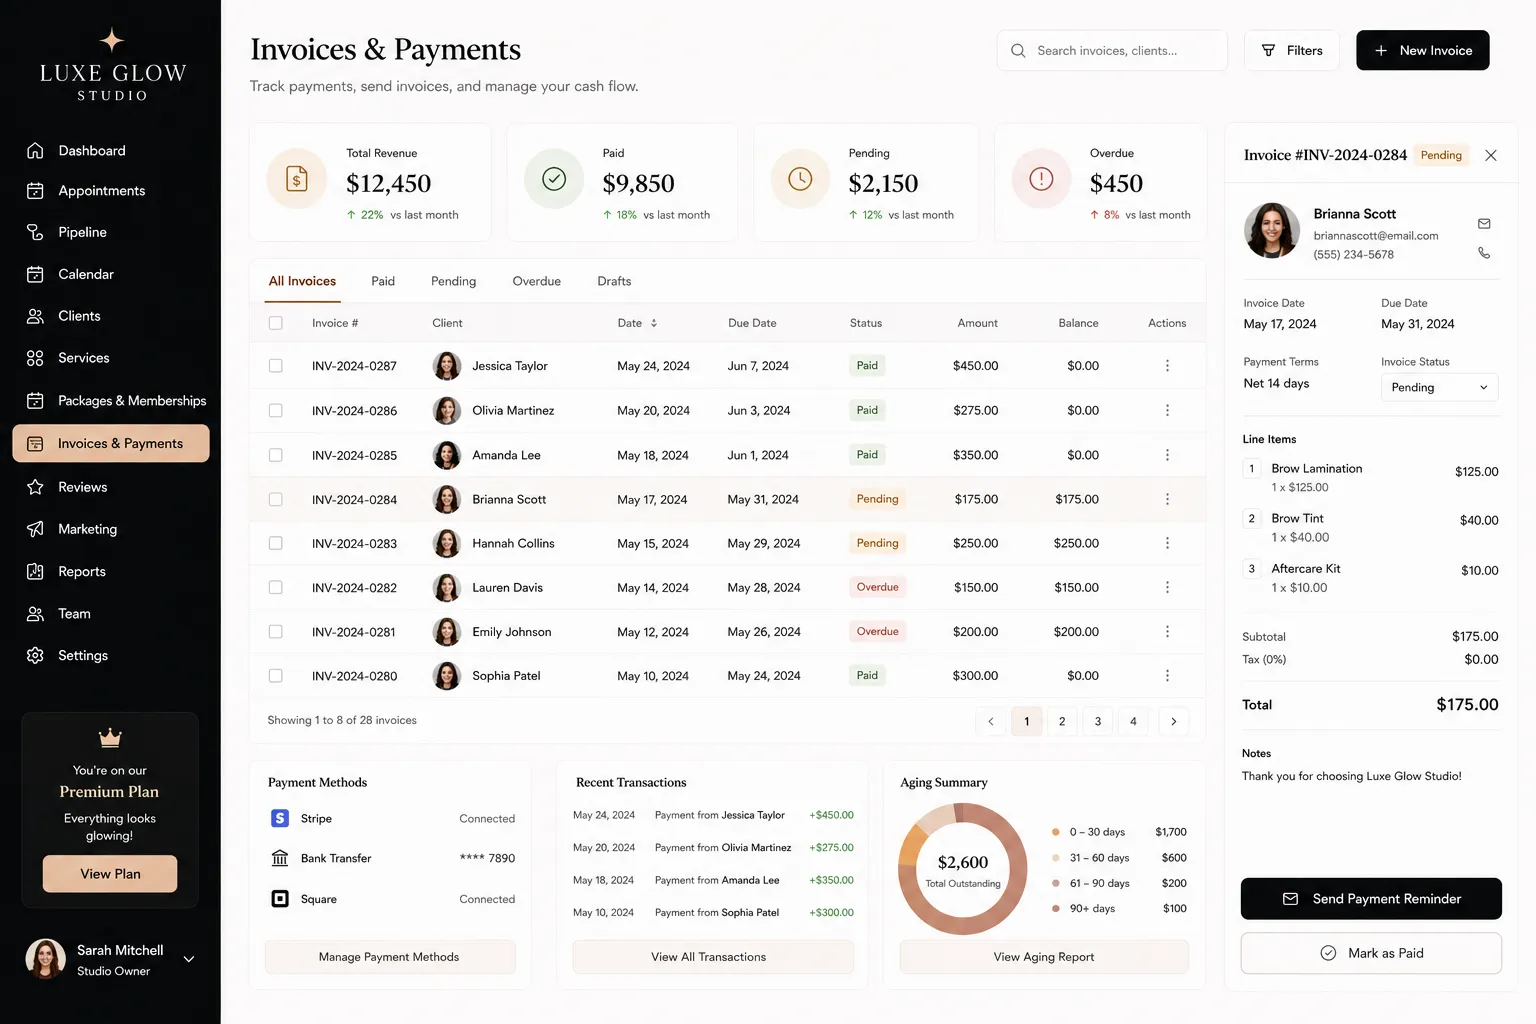 LUXE GLOW
STUDIO
Dashboard
Appointments
Pipeline
Calendar
Clients
Services
Packages & Memberships
Invoices & Payments
Reviews
Marketing
Reports
Team
Settings
You're on our
Premium Plan
Everything looks
glowing!
View Plan
Sarah Mitchell
Studio Owner
Invoices & Payments
Track payments, send invoices, and manage your cash flow.
Search invoices, clients...
Filters
+ New Invoice
Total Revenue
$12,450
↑ 22% vs last month
Paid
$9,850
↑ 18% vs last month
Pending
$2,150
↑ 12% vs last month
Overdue
$450
↑ 8% vs last month
All Invoices Paid Pending Overdue Drafts
Invoice # Client Date Due Date Status Amount Balance Actions
INV-2024-0287 Jessica Taylor May 24, 2024 Jun 7, 2024 Paid $450.00 $0.00
INV-2024-0286 Olivia Martinez May 20, 2024 Jun 3, 2024 Paid $275.00 $0.00
INV-2024-0285 Amanda Lee May 18, 2024 Jun 1, 2024 Paid $350.00 $0.00
INV-2024-0284 Brianna Scott May 17, 2024 May 31, 2024 Pending $175.00 $175.00
INV-2024-0283 Hannah Collins May 15, 2024 May 29, 2024 Pending $250.00 $250.00
INV-2024-0282 Lauren Davis May 14, 2024 May 28, 2024 Overdue $150.00 $150.00
INV-2024-0281 Emily Johnson May 12, 2024 May 26, 2024 Overdue $200.00 $200.00
INV-2024-0280 Sophia Patel May 10, 2024 May 24, 2024 Paid $300.00 $0.00
Showing 1 to 8 of 28 invoices
< 1 2 3 4 >
Payment Methods
Stripe Connected
Bank Transfer **** 7890
Square Connected
Manage Payment Methods
Recent Transactions
May 24, 2024 Payment from Jessica Taylor +$450.00
May 20, 2024 Payment from Olivia Martinez +$275.00
May 18, 2024 Payment from Amanda Lee +$350.00
May 10, 2024 Payment from Sophia Patel +$300.00
View All Transactions
Aging Summary
$2,600
Total Outstanding
0 – 30 days $1,700
31 – 60 days $600
61 – 90 days $200
90+ days $100
View Aging Report
Invoice #INV-2024-0284 Pending
Brianna Scott
briannascott@email.com
(555) 234-5678
Invoice Date Due Date
May 17, 2024 May 31, 2024
Payment Terms Invoice Status
Net 14 days Pending
Line Items
1 Brow Lamination $125.00
1 x $125.00
2 Brow Tint $40.00
1 x $40.00
3 Aftercare Kit $10.00
1 x $10.00
Subtotal $175.00
Tax (0%) $0.00
Total $175.00
Notes
Thank you for choosing Luxe Glow Studio!
Send Payment Reminder
Mark as Paid